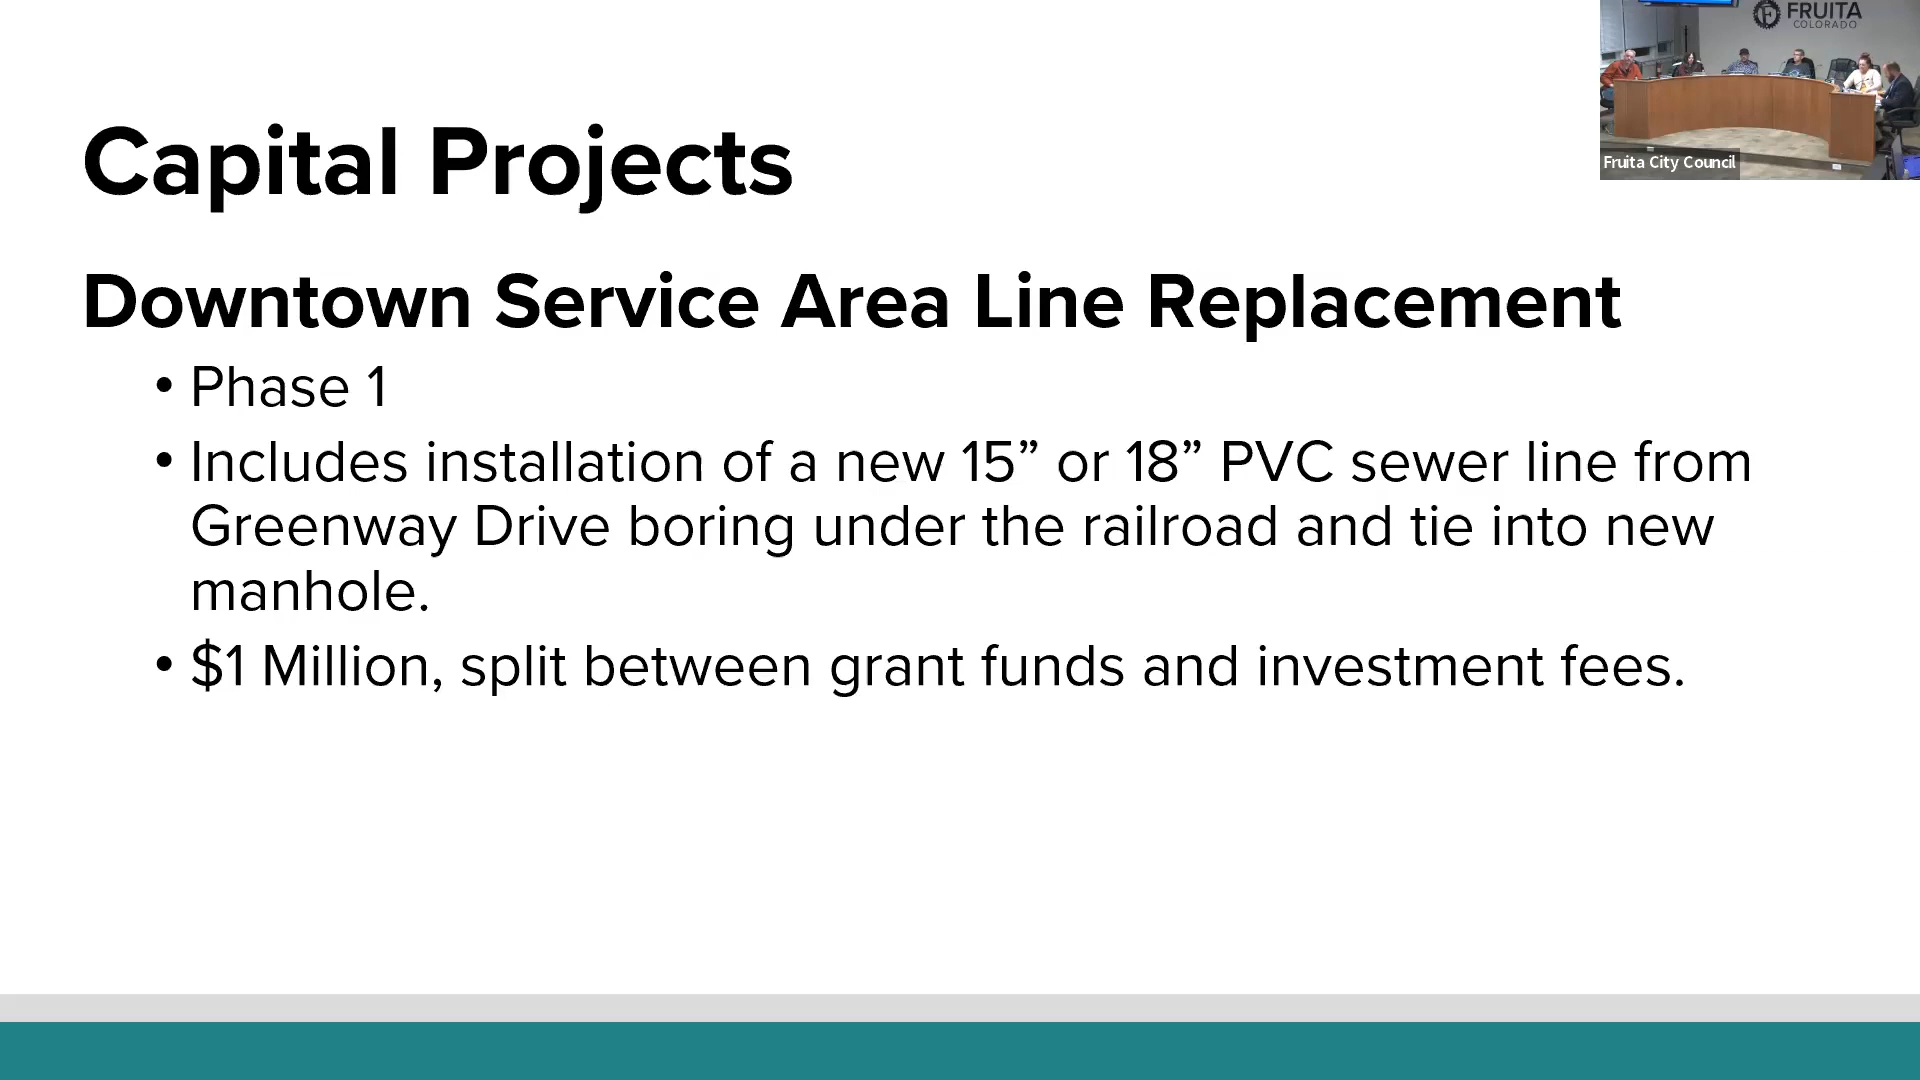 FRUITA
COLORADO
Fruita City Council
Capital Projects
Downtown Service Area Line Replacement
• Phase 1
• Includes installation of a new 15” or 18” PVC sewer line from
Greenway Drive boring under the railroad and tie into new
manhole.
• $1 Million, split between grant funds and investment fees.